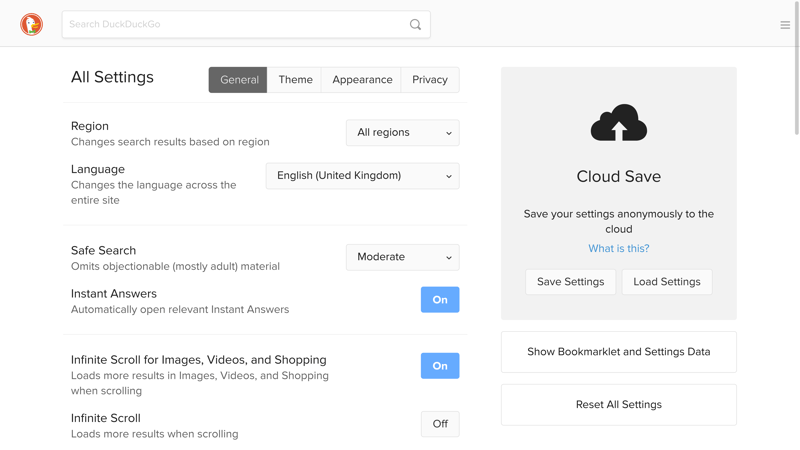 Search DuckDuckGo
All Settings
General
Theme
Appearance
Privacy
Region
Changes search results based on region
All regions
Language
Changes the language across the
entire site
English (United Kingdom)
Safe Search
Omits objectionable (mostly adult) material
Moderate
Instant Answers
Automatically open relevant Instant Answers
On
Infinite Scroll for Images, Videos, and Shopping
Loads more results in Images, Videos, and Shopping
when scrolling
On
Infinite Scroll
Loads more results when scrolling
Off
Cloud Save
Save your settings anonymously to the
cloud
What is this?
Save Settings
Load Settings
Show Bookmarklet and Settings Data
Reset All Settings